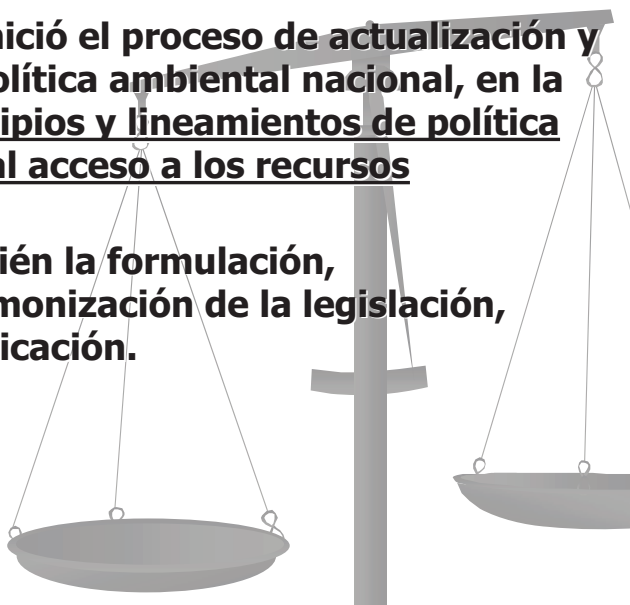 nició el proceso de actualización y
olítica ambiental nacional, en la
ipios y lineamientos de política
al acceso a los recursos
ién la formulación,
monización de la legislación,
icación.